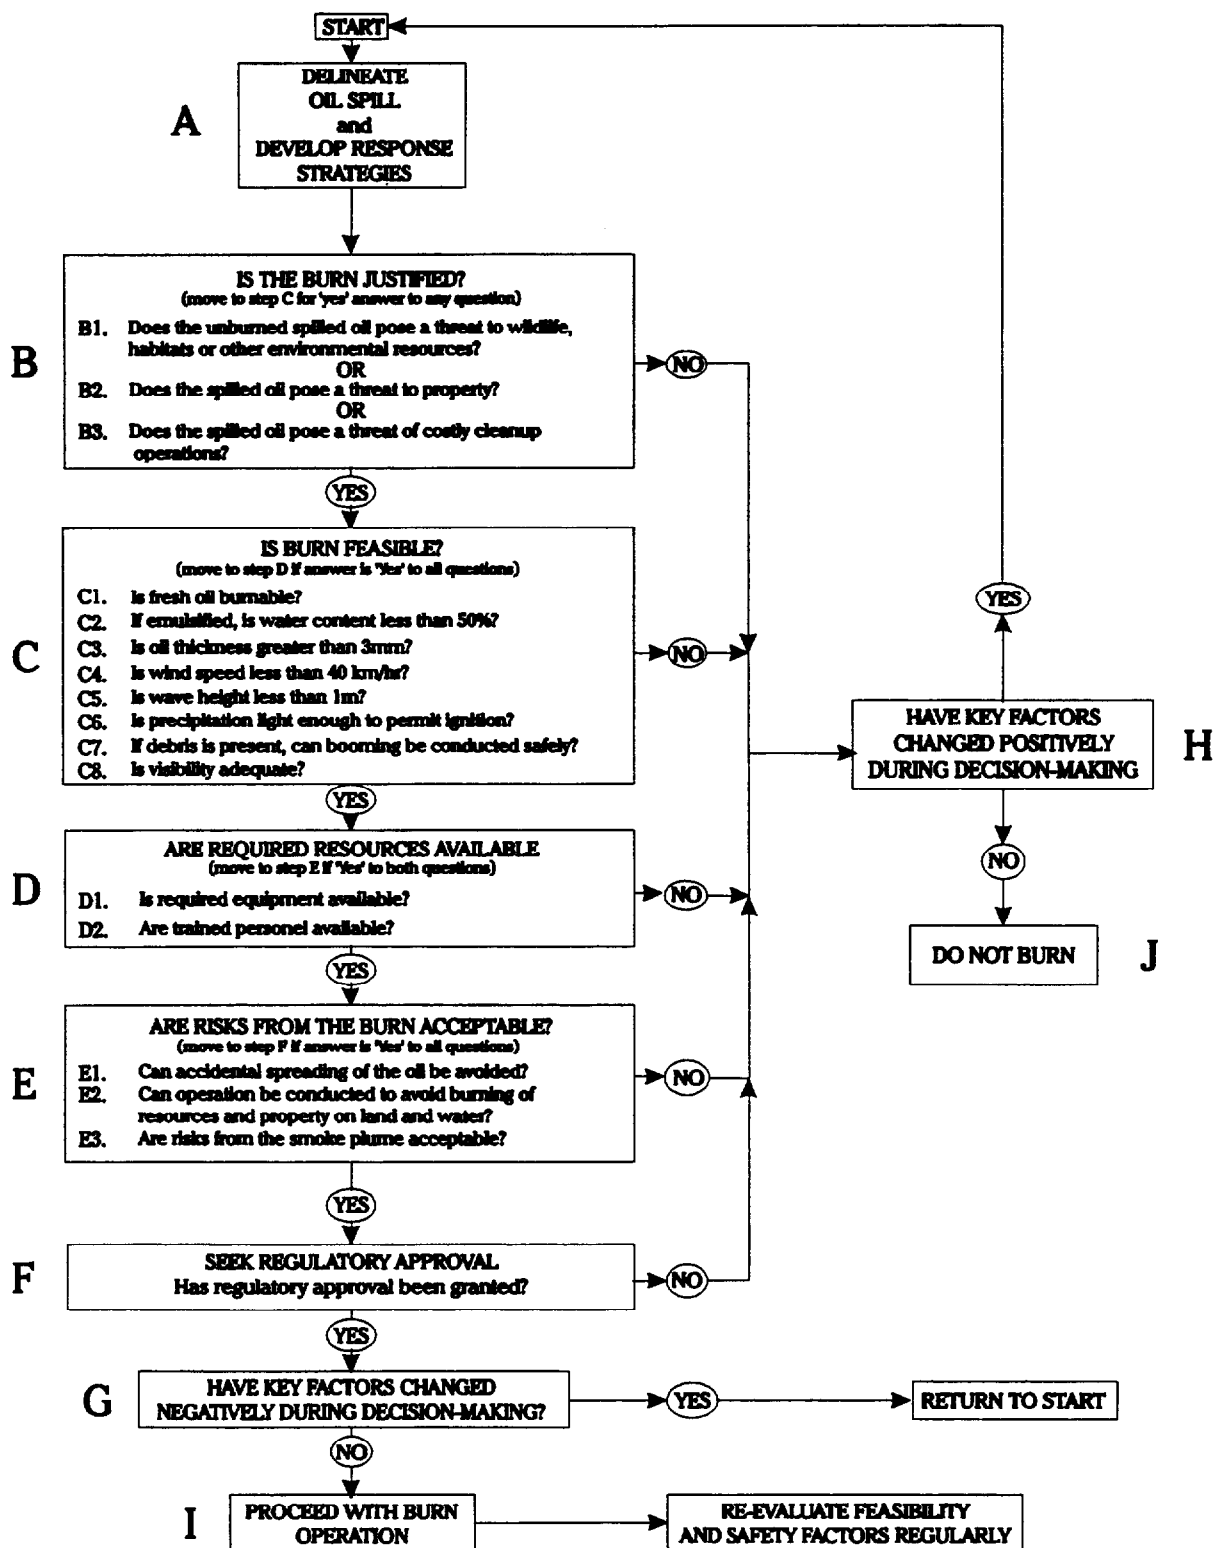 START
A
DELINEATE
OIL SPILL
and
DEVELOP RESPONSE
STRATEGIES
B
IS THE BURN JUSTIFIED?
(move to step C for 'yes' answer to any question)
B1. Does the unburned spilled oil pose a threat to wildlife,
habitats or other environmental resources?
OR
B2. Does the spilled oil pose a threat to property?
OR
B3. Does the spilled oil pose a threat of costly cleanup
operations?
NO
YES
C
IS BURN FEASIBLE?
(move to step D if answer is 'Yes' to all questions)
C1. Is fresh oil burnable?
C2. If emulsified, is water content less than 50%?
C3. Is oil thickness greater than 3mm?
C4. Is wind speed less than 40 km/hr?
C5. Is wave height less than 1m?
C6. Is precipitation light enough to permit ignition?
C7. If debris is present, can booming be conducted safely?
C8. Is visibility adequate?
NO
YES
YES
HAVE KEY FACTORS
CHANGED POSITIVELY
DURING DECISION-MAKING
H
NO
DO NOT BURN
J
D
ARE REQUIRED RESOURCES AVAILABLE
(move to step E if 'Yes' to both questions)
D1. Is required equipment available?
D2. Are trained personel available?
NO
YES
E
ARE RISKS FROM THE BURN ACCEPTABLE?
(move to step F if answer is 'Yes' to all questions)
E1. Can accidental spreading of the oil be avoided?
E2. Can operation be conducted to avoid burning of
resources and property on land and water?
E3. Are risks from the smoke plume acceptable?
NO
YES
F
SEEK REGULATORY APPROVAL
Has regulatory approval been granted?
NO
YES
G
HAVE KEY FACTORS CHANGED
NEGATIVELY DURING DECISION-MAKING?
YES
RETURN TO START
NO
I
PROCEED WITH BURN
OPERATION
RE-EVALUATE FEASIBILITY
AND SAFETY FACTORS REGULARLY